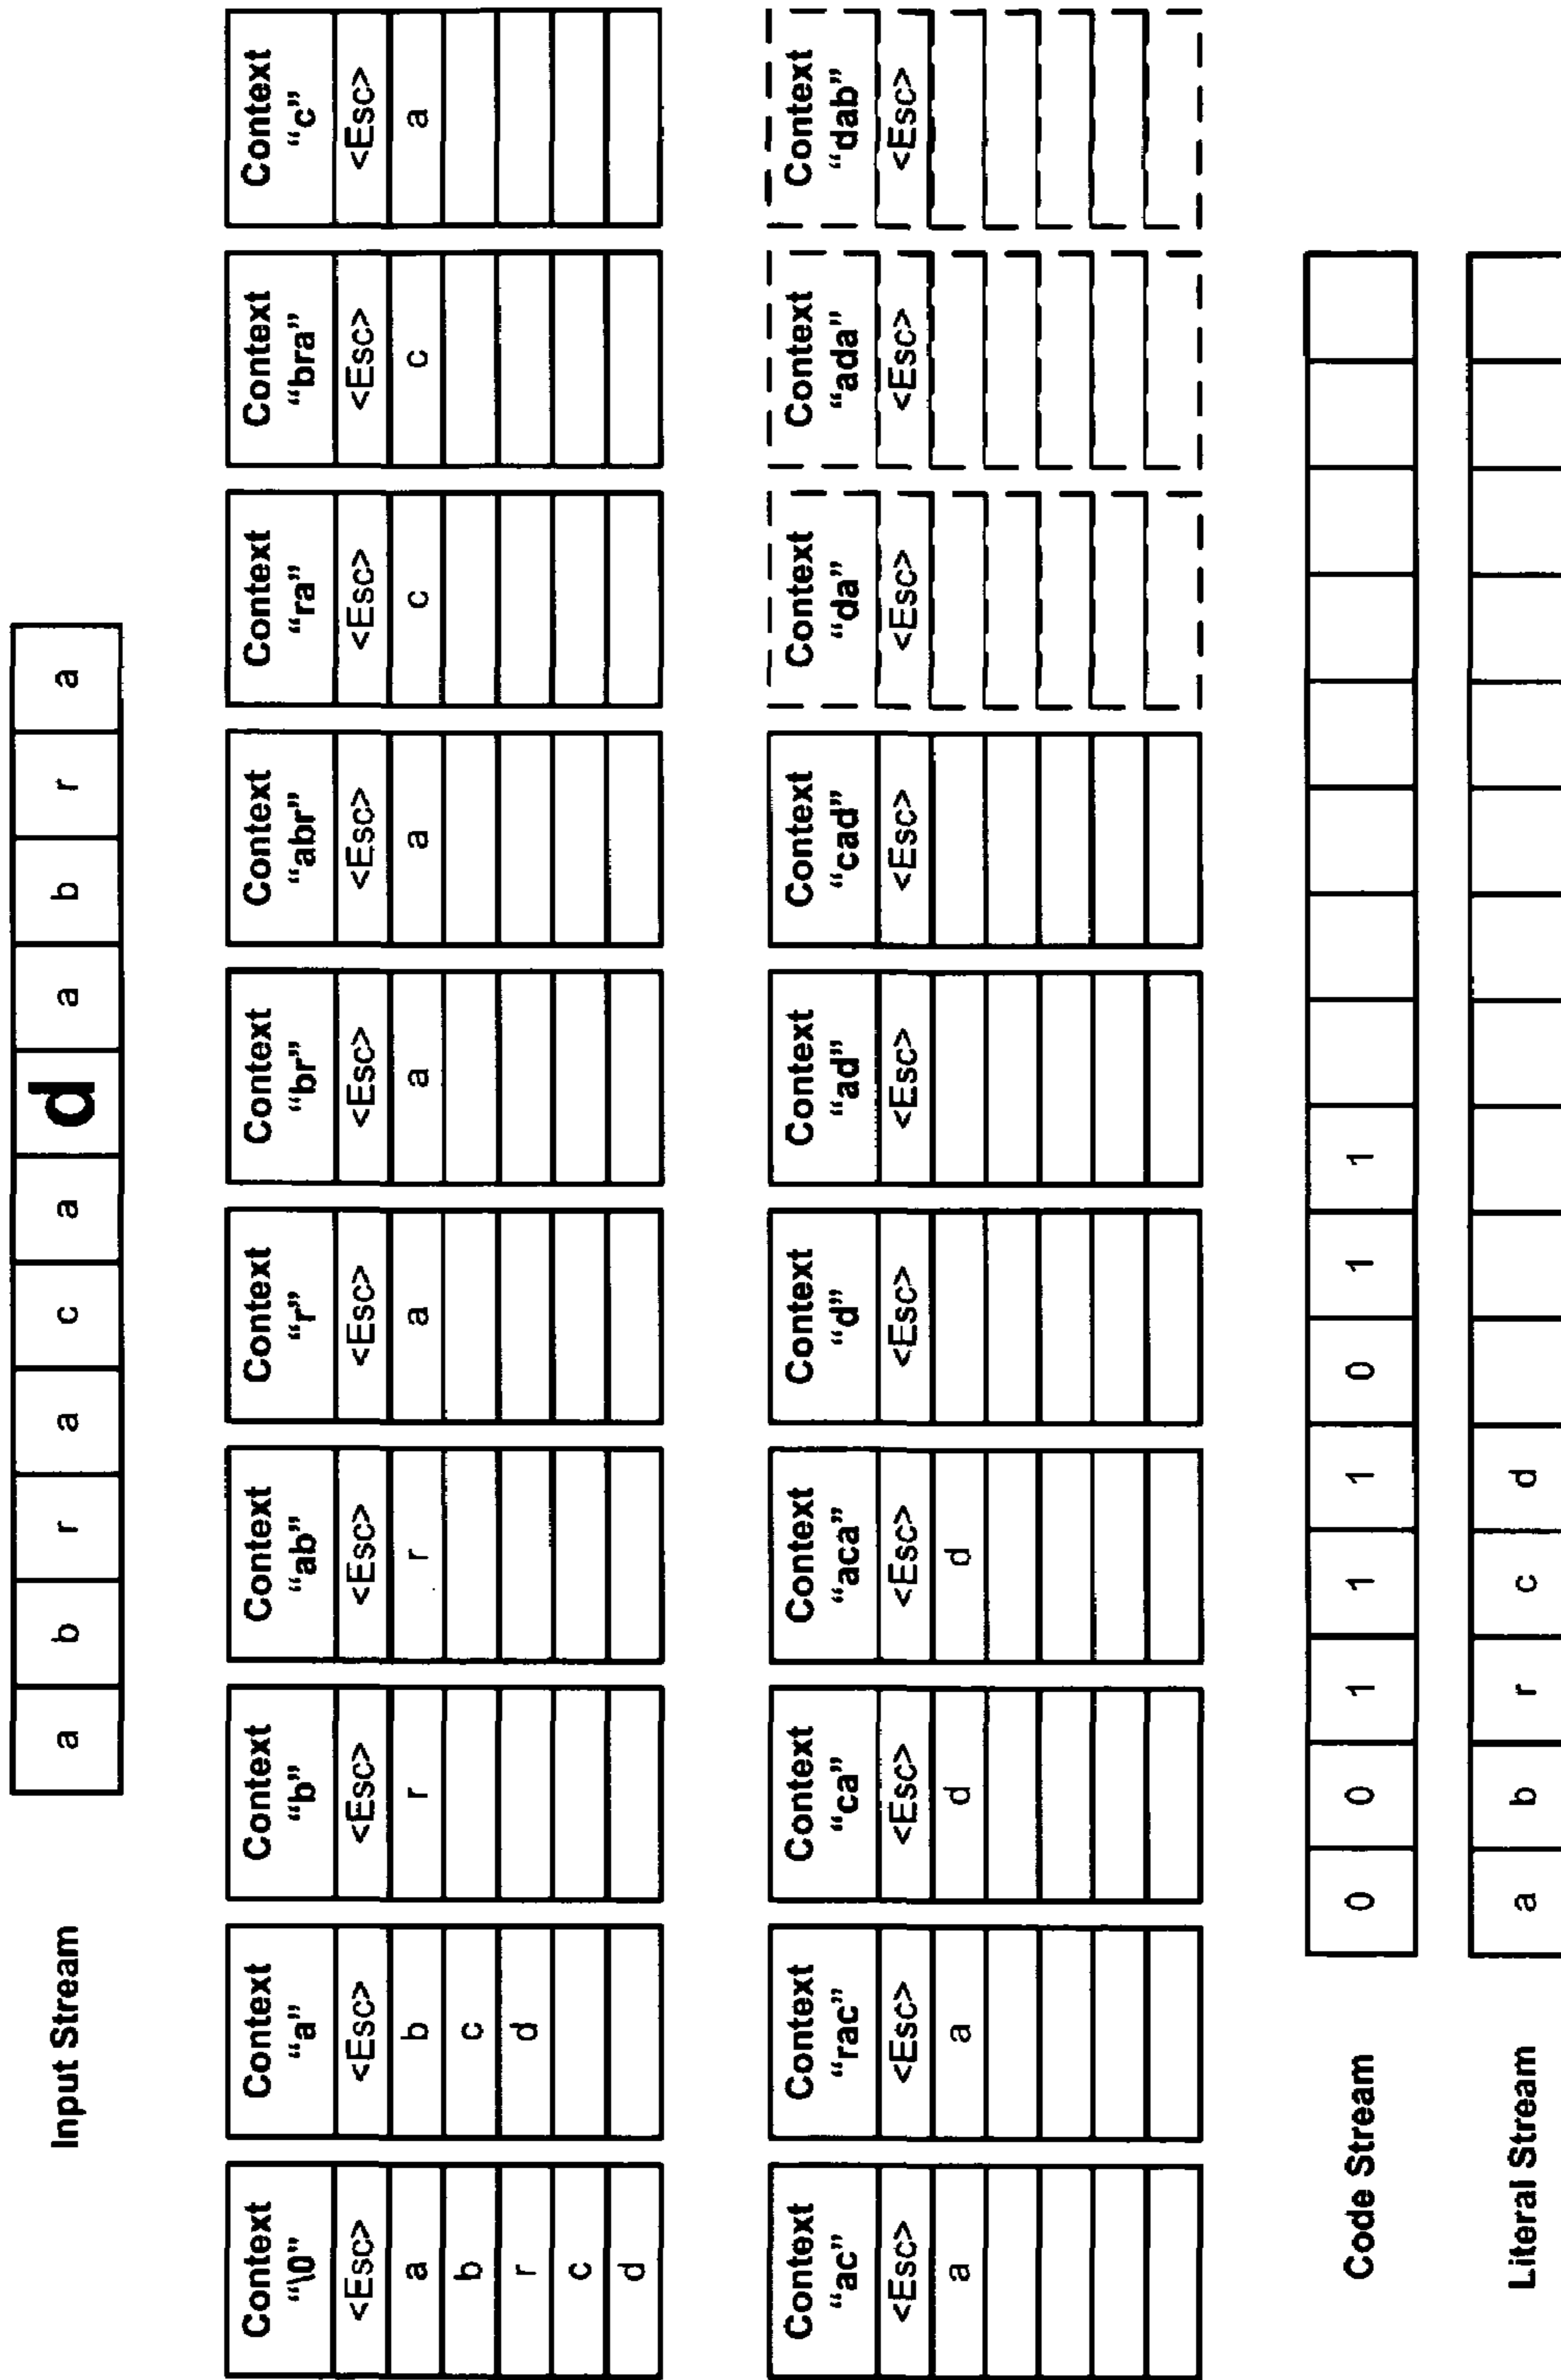 Input Stream a b r a c a d a b r a
Context Context Context Context Context Context Context Context Context Context
“\0” “a” “b” “ab” “r” “br” “abr” “ra” “bra” “c”
<Esc> <Esc> <Esc> <Esc> <Esc> <Esc> <Esc> <Esc> <Esc> <Esc>
a b r r a a a c c a
b c
r d
c
d
Context Context Context Context Context Context Context Context Context Context
“ac” “rac” “ca” “aca” “d” “ad” “cad” “da” “ada” “dab”
<Esc> <Esc> <Esc> <Esc> <Esc> <Esc> <Esc> <Esc> <Esc> <Esc>
a a d d
Code Stream 0 0 1 1 1 0 1 1
Literal Stream a b r c d